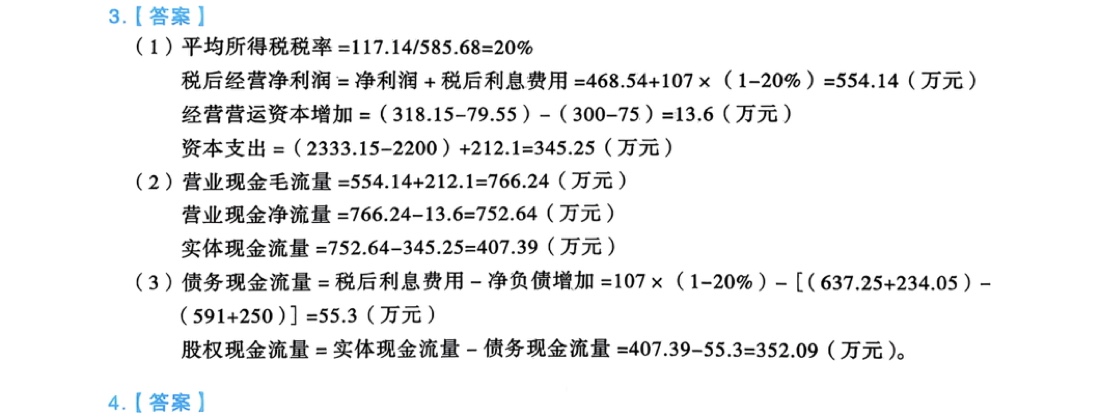 3.【答案】
（1）平均所得税税率=117.14/585.68=20%
税后经营净利润=净利润+税后利息费用=468.54+107×（1-20%）=554.14（万元）
经营营运资本增加=（318.15-79.55）-（300-75）=13.6（万元）
资本支出=（2333.15-2200）+212.1=345.25（万元）
（2）营业现金毛流量=554.14+212.1=766.24（万元）
营业现金净流量=766.24-13.6=752.64（万元）
实体现金流量=752.64-345.25=407.39（万元）
（3）债务现金流量=税后利息费用-净负债增加=107×（1-20%）-[（637.25+234.05）-
（591+250）]=55.3（万元）
股权现金流量=实体现金流量-债务现金流量=407.39-55.3=352.09（万元）。
4.【答案】